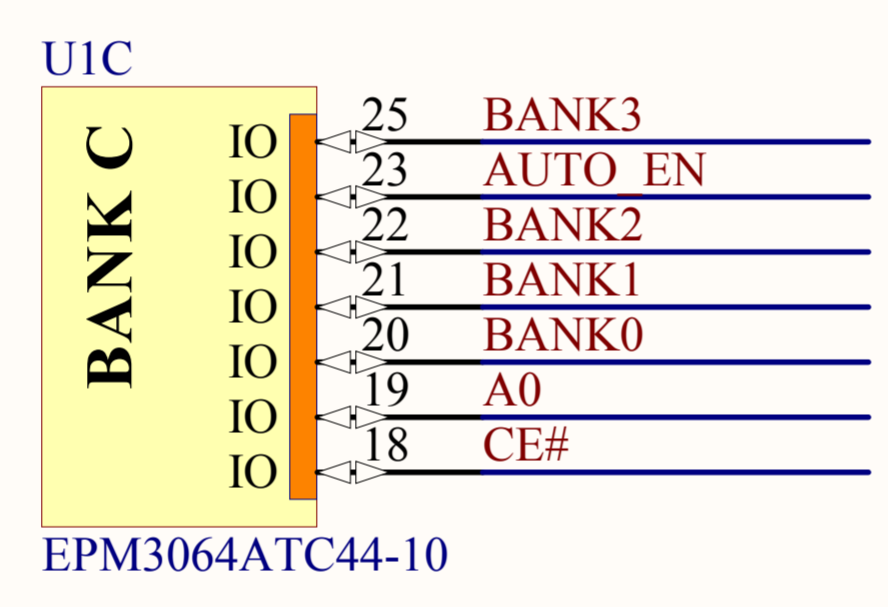 U1C
BANK C
IO 25 BANK3
IO 23 AUTO_EN
IO 22 BANK2
IO 21 BANK1
IO 20 BANK0
IO 19 A0
IO 18 CE#
EPM3064ATC44-10